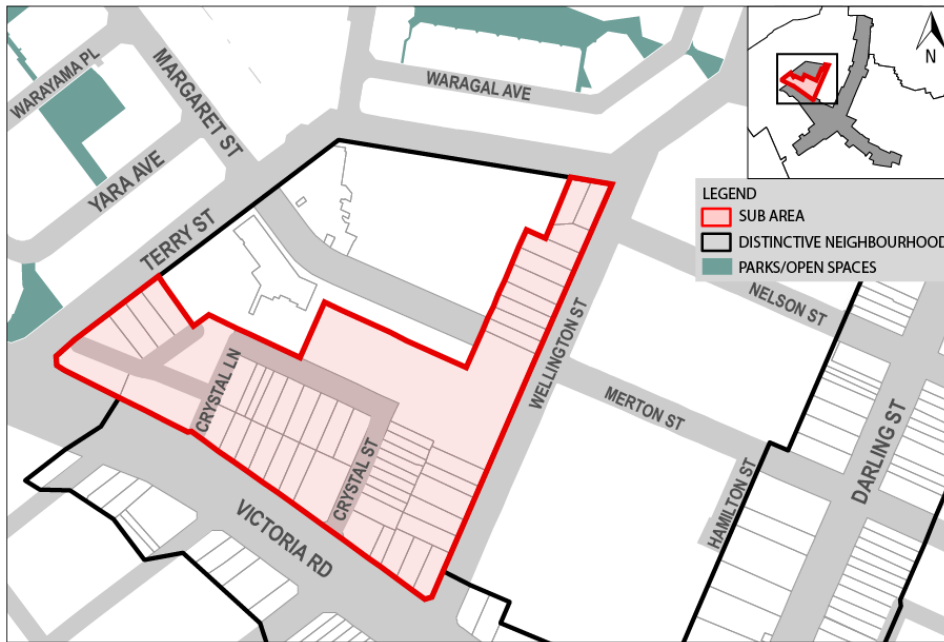 WARAYAMA PL
MARGARET ST
WARAGAL AVE
N
YARA AVE
TERRY ST
LEGEND
SUB AREA
DISTINCTIVE NEIGHBOURHOOD
PARKS/OPEN SPACES
NELSON ST
WELLINGTON ST
MERTON ST
CRYSTAL LN
CRYSTAL ST
DARLING ST
HAMILTON ST
VICTORIA RD